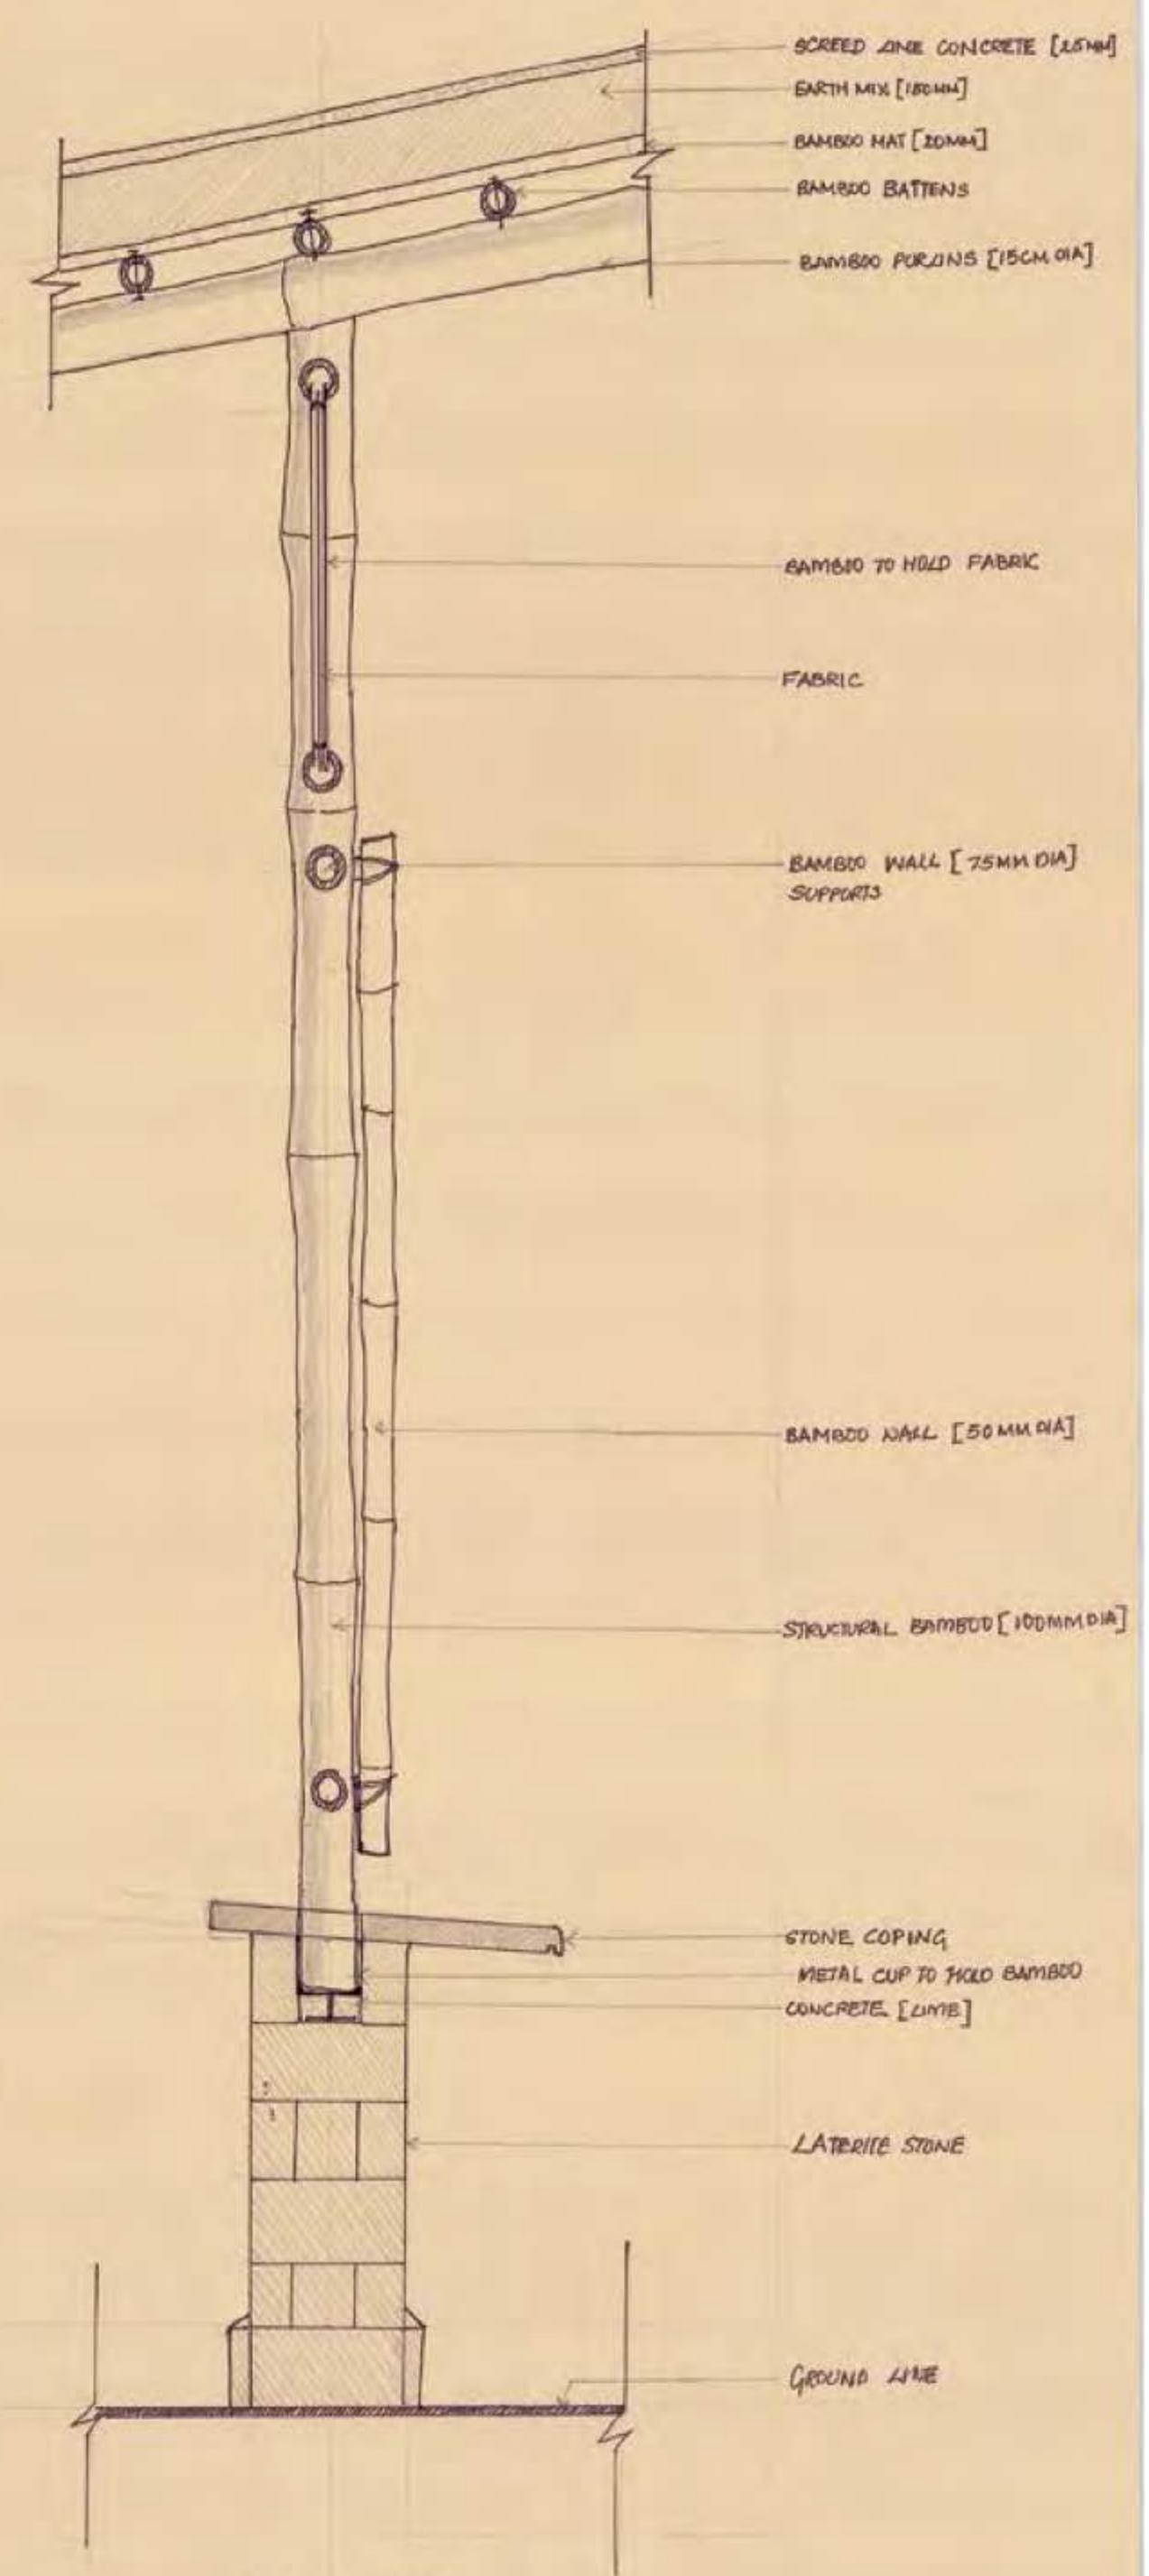 SCREED LIME CONCRETE [25MM]
EARTH MIX [150MM]
BAMBOO MAT [20MM]
BAMBOO BATTENS
BAMBOO PURLINS [15CM DIA]
BAMBOO TO HOLD FABRIC
FABRIC
BAMBOO WALL [75MM DIA]
SUPPORTS
BAMBOO WALL [50MM DIA]
STRUCTURAL BAMBOO [100MM DIA]
STONE COPING
METAL CUP TO HOLD BAMBOO
CONCRETE [LIME]
LATERITE STONE
GROUND LINE